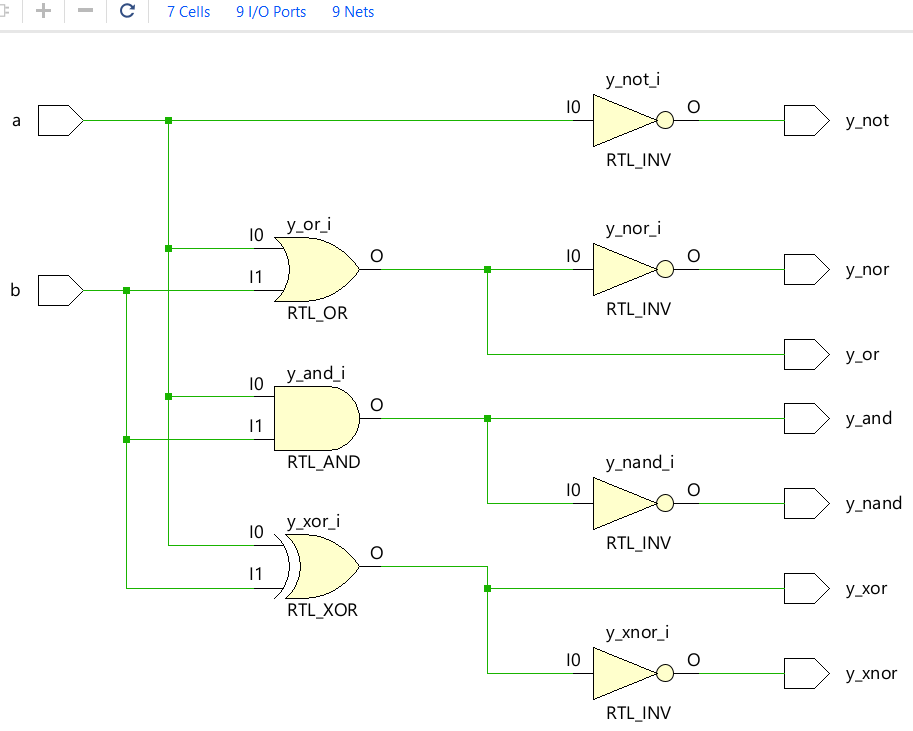 7 Cells 9 I/O Ports 9 Nets
y_not_i
a I0 O y_not
RTL_INV
y_or_i y_nor_i
I0 O I0 O y_nor
b I1
RTL_OR RTL_INV
y_or
y_and_i
I0 O y_and
I1
RTL_AND y_nand_i
I0 O y_nand
y_xor_i RTL_INV
I0 O
I1 y_xor
RTL_XOR
y_xnor_i
I0 O y_xnor
RTL_INV